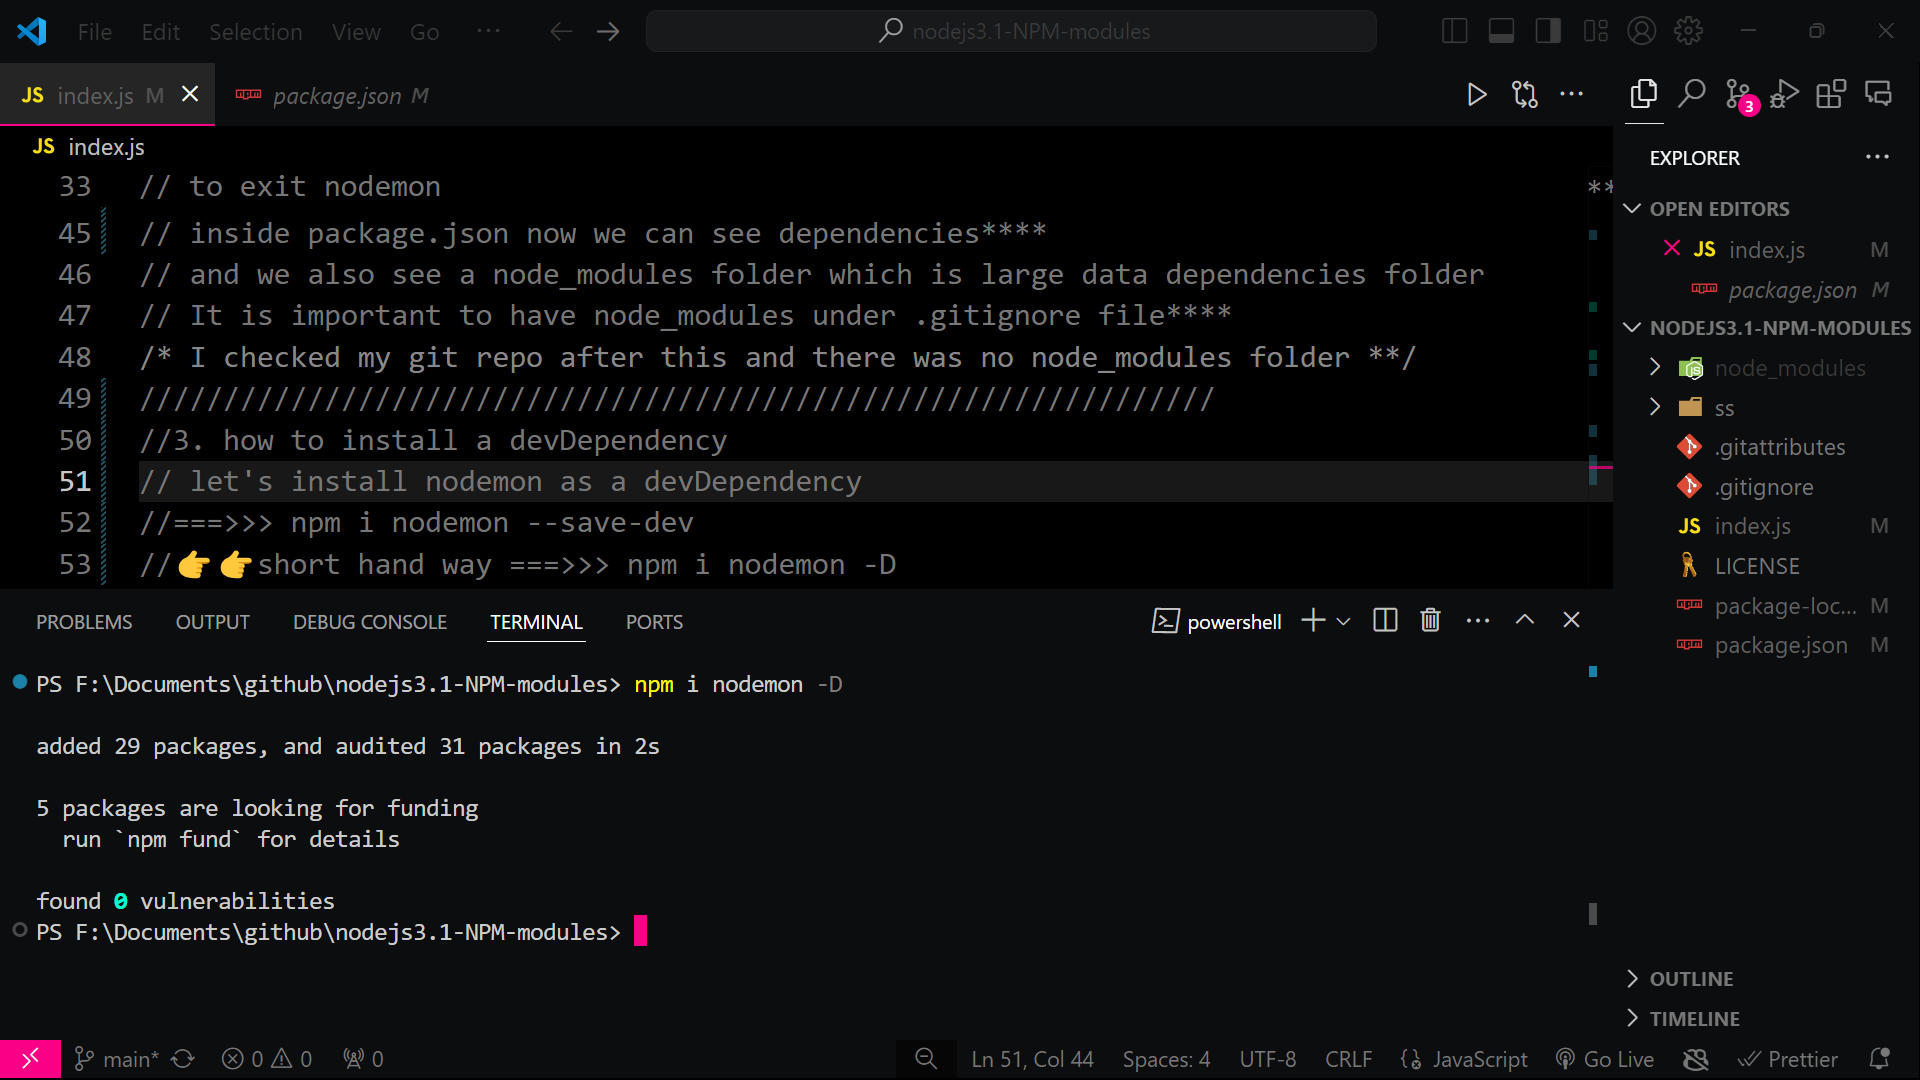 File Edit Selection View Go ··· nodejs3.1-NPM-modules
JS index.js M package.json M
JS index.js
33 // to exit nodemon **
45 // inside package.json now we can see dependencies****
46 // and we also see a node_modules folder which is large data dependencies folder
47 // It is important to have node_modules under .gitignore file****
48 /* I checked my git repo after this and there was no node_modules folder **/
49 ////////////////////////////////////////////////////////////////
50 //3. how to install a devDependency
51 // let's install nodemon as a devDependency
52 //===>>> npm i nodemon --save-dev
53 //👉👉short hand way ===>>> npm i nodemon -D
PROBLEMS OUTPUT DEBUG CONSOLE TERMINAL PORTS powershell
PS F:\Documents\github\nodejs3.1-NPM-modules> npm i nodemon -D
added 29 packages, and audited 31 packages in 2s
5 packages are looking for funding
run `npm fund` for details
found 0 vulnerabilities
PS F:\Documents\github\nodejs3.1-NPM-modules>
3
EXPLORER ···
OPEN EDITORS
JS index.js M
package.json M
NODEJS3.1-NPM-MODULES
node_modules
ss
.gitattributes
.gitignore
JS index.js M
LICENSE
package-loc... M
package.json M
OUTLINE
TIMELINE
main* 0 0 0 Ln 51, Col 44 Spaces: 4 UTF-8 CRLF {} JavaScript Go Live Prettier